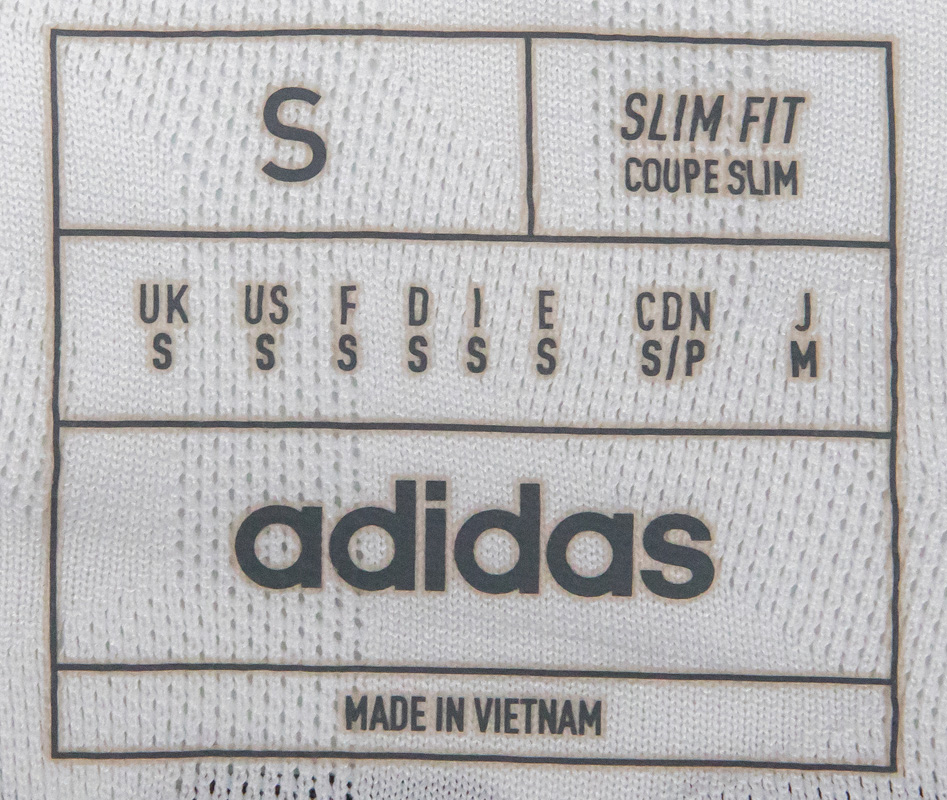 S
SLIM FIT
COUPE SLIM
UK US F D I E CDN J
S S S S S S S/P M
adidas
MADE IN VIETNAM